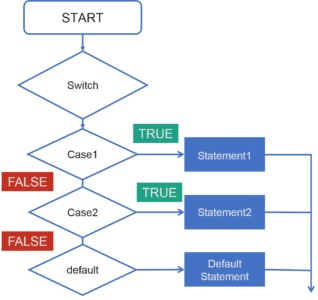 START
Switch
TRUE
Case1
Statement1
FALSE
TRUE
Case2
Statement2
FALSE
default
Default
Statement